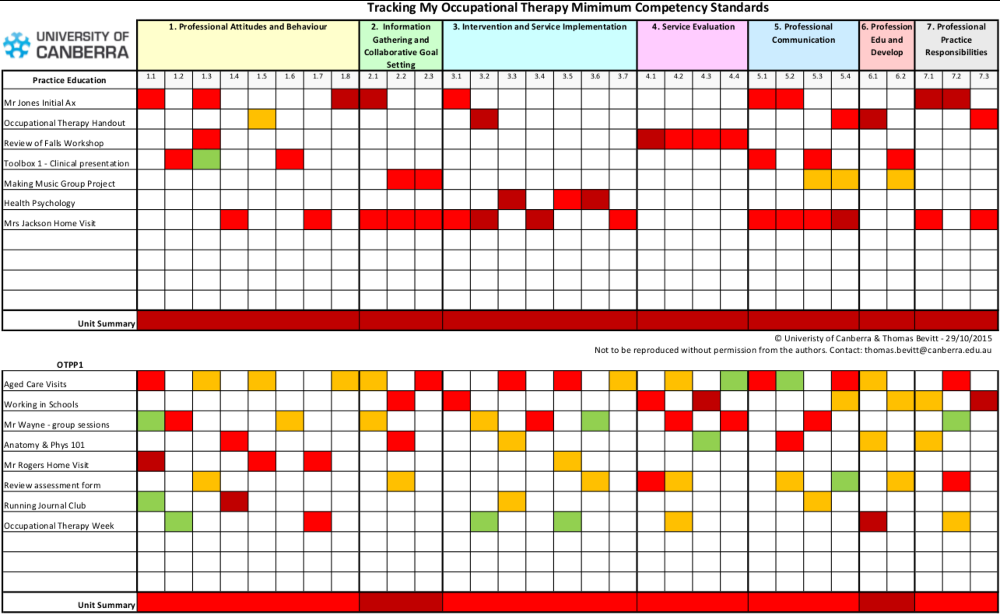 Tracking My Occupational Therapy Mimimum Competency Standards
UNIVERSITY OF
CANBERRA
1. Professional Attitudes and Behaviour
2. Information
Gathering and
Collaborative Goal
Setting
3. Intervention and Service Implementation
4. Service Evaluation
5. Professional
Communication
6. Profession
Edu and
Develop
7. Professional
Practice
Responsibilities
Practice Education 1.1 1.2 1.3 1.4 1.5 1.6 1.7 1.8 2.1 2.2 2.3 3.1 3.2 3.3 3.4 3.5 3.6 3.7 4.1 4.2 4.3 4.4 5.1 5.2 5.3 5.4 6.1 6.2 7.1 7.2 7.3
Mr Jones Initial Ax
Occupational Therapy Handout
Review of Falls Workshop
Toolbox 1 - Clinical presentation
Making Music Group Project
Health Psychology
Mrs Jackson Home Visit
Unit Summary
© Univeristy of Canberra & Thomas Bevitt - 29/10/2015
Not to be reproduced without permission from the authors. Contact: thomas.bevitt@canberra.edu.au
OTPP1
Aged Care Visits
Working in Schools
Mr Wayne - group sessions
Anatomy & Phys 101
Mr Rogers Home Visit
Review assessment form
Running Journal Club
Occupational Therapy Week
Unit Summary